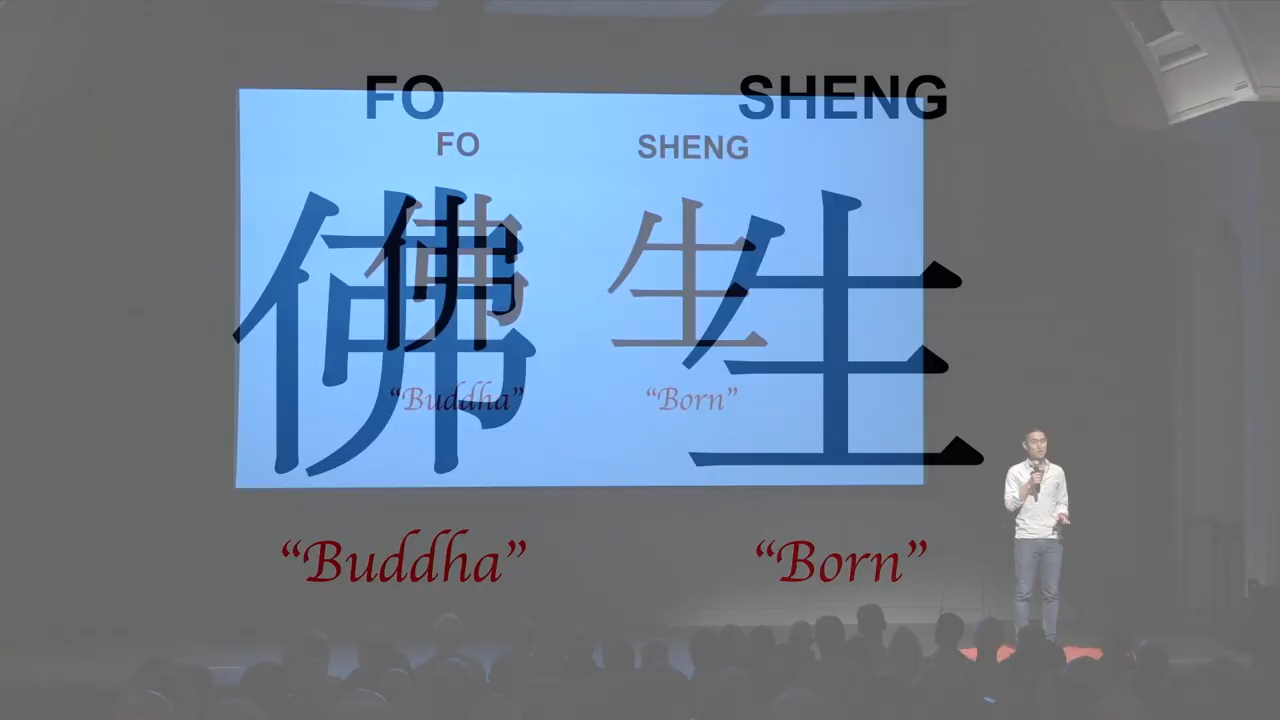 FO SHENG
佛 生
“Buddha” “Born”
FO SHENG
佛 生
“Buddha” “Born”